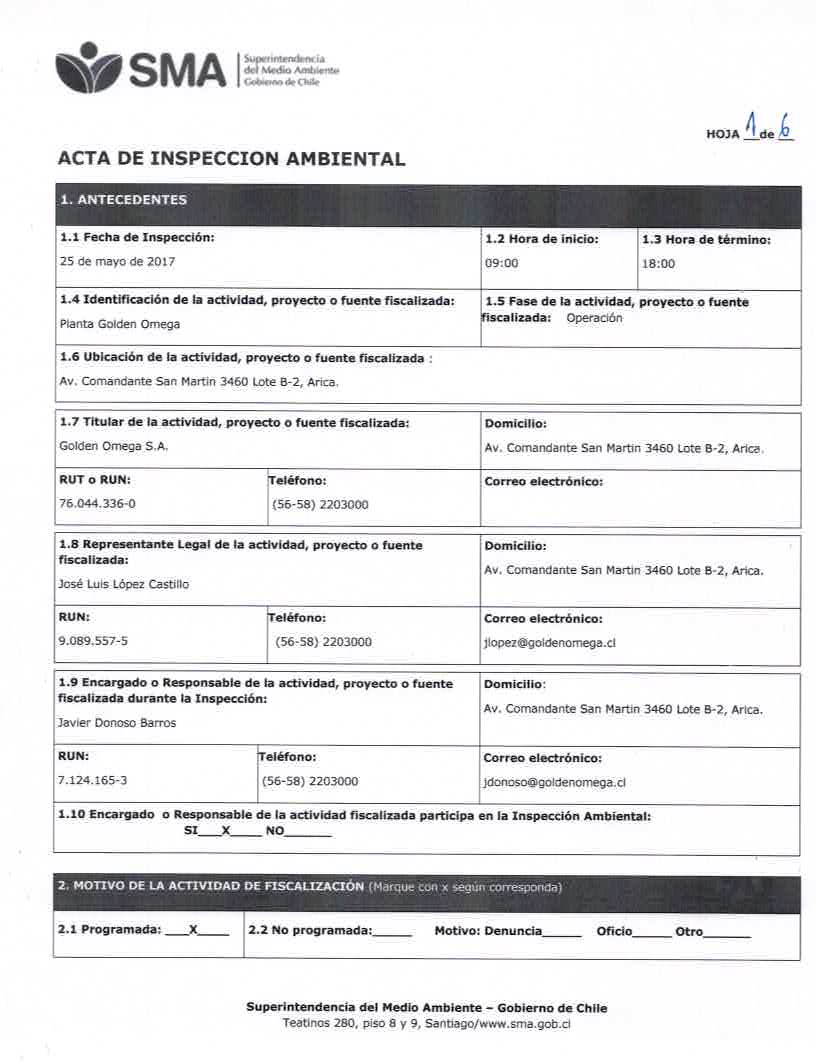 SMA
Superintendencia
del Medio Ambiente
Gobierno de Chile
HOJA 1 de 6
ACTA DE INSPECCION AMBIENTAL
1. ANTECEDENTES
1.1 Fecha de Inspección:
25 de mayo de 2017
1.2 Hora de inicio:
09:00
1.3 Hora de término:
18:00
1.4 Identificación de la actividad, proyecto o fuente fiscalizada:
Planta Golden Omega
1.5 Fase de la actividad, proyecto o fuente
fiscalizada: Operación
1.6 Ubicación de la actividad, proyecto o fuente fiscalizada :
Av. Comandante San Martin 3460 Lote B-2, Arica.
1.7 Titular de la actividad, proyecto o fuente fiscalizada:
Golden Omega S.A.
Domicilio:
Av. Comandante San Martin 3460 Lote B-2, Arica.
RUT o RUN:
76.044.336-0
Teléfono:
(56-58) 2203000
Correo electrónico:
1.8 Representante Legal de la actividad, proyecto o fuente
fiscalizada:
José Luis López Castillo
Domicilio:
Av. Comandante San Martin 3460 Lote B-2, Arica.
RUN:
9.089.557-5
Teléfono:
(56-58) 2203000
Correo electrónico:
jlopez@goldenomega.cl
1.9 Encargado o Responsable de la actividad, proyecto o fuente
fiscalizada durante la Inspección:
Javier Donoso Barros
Domicilio:
Av. Comandante San Martin 3460 Lote B-2, Arica.
RUN:
7.124.165-3
Teléfono:
(56-58) 2203000
Correo electrónico:
jdonoso@goldenomega.cl
1.10 Encargado o Responsable de la actividad fiscalizada participa en la Inspección Ambiental:
SI___X____ NO______
2. MOTIVO DE LA ACTIVIDAD DE FISCALIZACIÓN (Marque con x según corresponda)
2.1 Programada: ___X____
2.2 No programada:_____ Motivo: Denuncia_____ Oficio_____ Otro______
Superintendencia del Medio Ambiente – Gobierno de Chile
Teatinos 280, piso 8 y 9, Santiago/www.sma.gob.cl